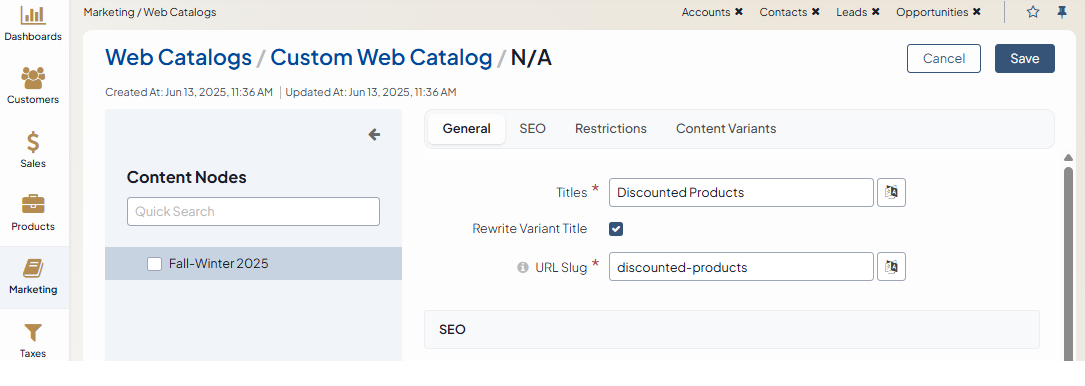 Marketing / Web Catalogs
Accounts ✖ Contacts ✖ Leads ✖ Opportunities ✖
Dashboards
Customers
Sales
Products
Marketing
Taxes
Web Catalogs / Custom Web Catalog / N/A
Cancel Save
Created At: Jun 13, 2025, 11:36 AM | Updated At: Jun 13, 2025, 11:36 AM
Content Nodes
Quick Search
Fall-Winter 2025
General SEO Restrictions Content Variants
Titles * Discounted Products
Rewrite Variant Title
URL Slug * discounted-products
SEO